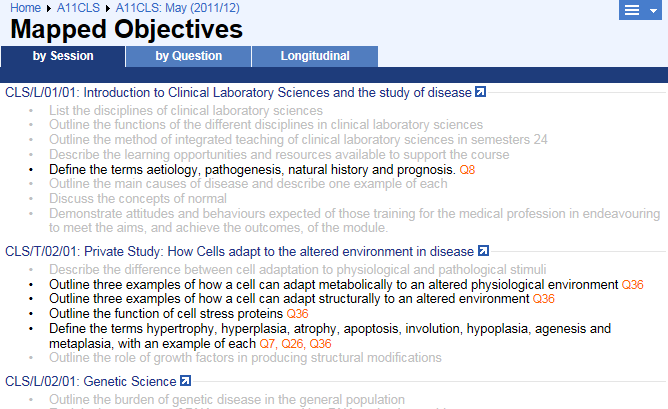 Home ▸ A11CLS ▸ A11CLS: May (2011/12)
Mapped Objectives
by Session by Question Longitudinal
CLS/L/01/01: Introduction to Clinical Laboratory Sciences and the study of disease
• List the disciplines of clinical laboratory sciences
• Outline the functions of the different disciplines in clinical laboratory sciences
• Outline the method of integrated teaching of clinical laboratory sciences in semesters 24
• Describe the learning opportunities and resources available to support the course
• Define the terms aetiology, pathogenesis, natural history and prognosis. Q8
• Outline the main causes of disease and describe one example of each
• Discuss the concepts of normal
• Demonstrate attitudes and behaviours expected of those training for the medical profession in endeavouring
to meet the aims, and achieve the outcomes, of the module.
CLS/T/02/01: Private Study: How Cells adapt to the altered environment in disease
• Describe the difference between cell adaptation to physiological and pathological stimuli
• Outline three examples of how a cell can adapt metabolically to an altered physiological environment Q36
• Outline three examples of how a cell can adapt structurally to an altered environment Q36
• Outline the function of cell stress proteins Q36
• Define the terms hypertrophy, hyperplasia, atrophy, apoptosis, involution, hypoplasia, agenesis and
metaplasia, with an example of each Q7, Q26, Q36
• Outline the role of growth factors in producing structural modifications
CLS/L/02/01: Genetic Science
• Outline the burden of genetic disease in the general population